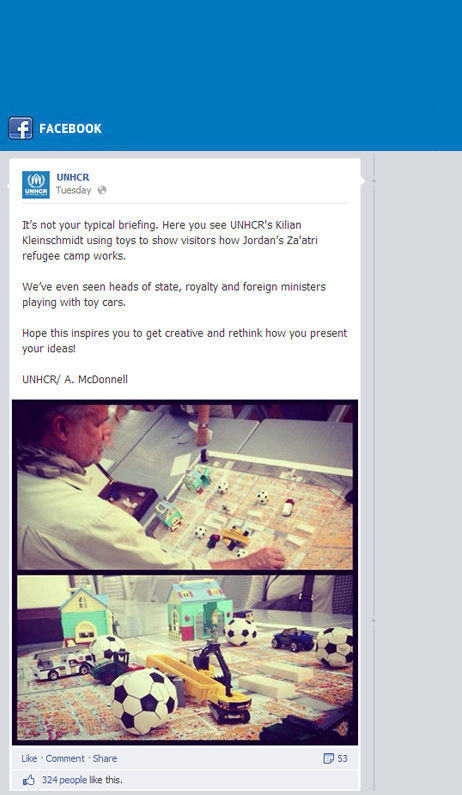 FACEBOOK
UNHCR
UNHCR
Tuesday
It's not your typical briefing. Here you see UNHCR's Kilian
Kleinschmidt using toys to show visitors how Jordan's Za'atri
refugee camp works.
We've even seen heads of state, royalty and foreign ministers
playing with toy cars.
Hope this inspires you to get creative and rethink how you present
your ideas!
UNHCR/ A. McDonnell
Like · Comment · Share
53
324 people like this.